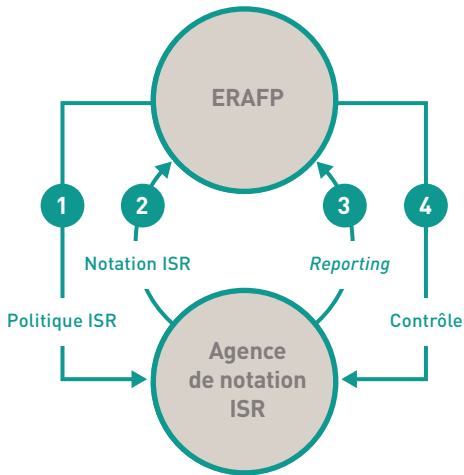 ERAFP
1 2 3 4
Notation ISR Reporting
Politique ISR Contrôle
Agence
de notation
ISR